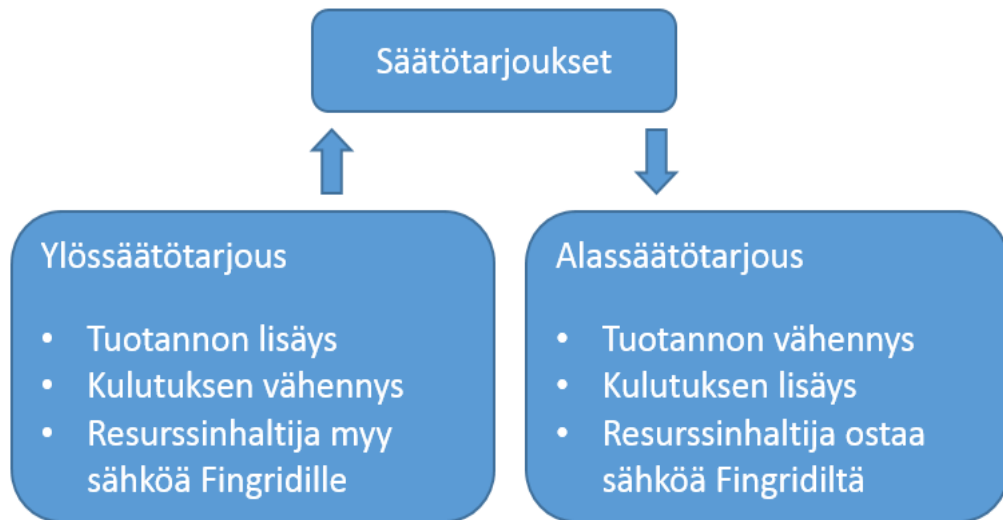 Säätötarjoukset
Ylössäätötarjous
• Tuotannon lisäys
• Kulutuksen vähennys
• Resurssinhaltija myy
sähköä Fingridille
Alassäätötarjous
• Tuotannon vähennys
• Kulutuksen lisäys
• Resurssinhaltija ostaa
sähköä Fingridiltä